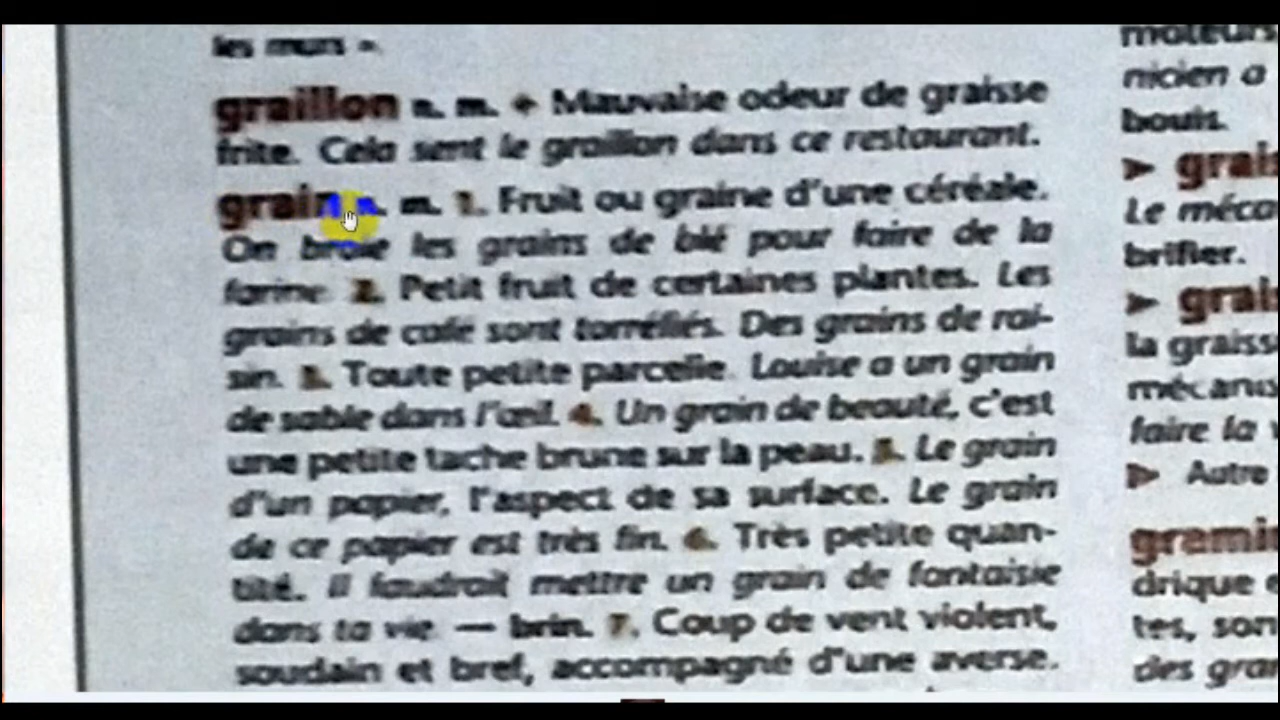 les murs ».
graillon n. m. ✦ Mauvaise odeur de graisse
frite. Cela sent le graillon dans ce restaurant.
grain n. m. 1. Fruit ou graine d'une céréale.
On broie les grains de blé pour faire de la
farine. 2. Petit fruit de certaines plantes. Les
grains de café sont torréfiés. Des grains de rai-
sin. 3. Toute petite parcelle. Louise a un grain
de sable dans l'œil. 4. Un grain de beauté, c'est
une petite tache brune sur la peau. 5. Le grain
d'un papier, l'aspect de sa surface. Le grain
de ce papier est très fin. 6. Très petite quan-
tité. Il faudrait mettre un grain de fantaisie
dans ta vie. — brin. 7. Coup de vent violent,
soudain et bref, accompagné d'une averse.
moteurs
nicien a
bouis.
➤ grais
Le méca
brifier.
➤ grais
la graiss
mécanis
faire la v
▷ Autre
gramin
drique e
tes, son
des gra